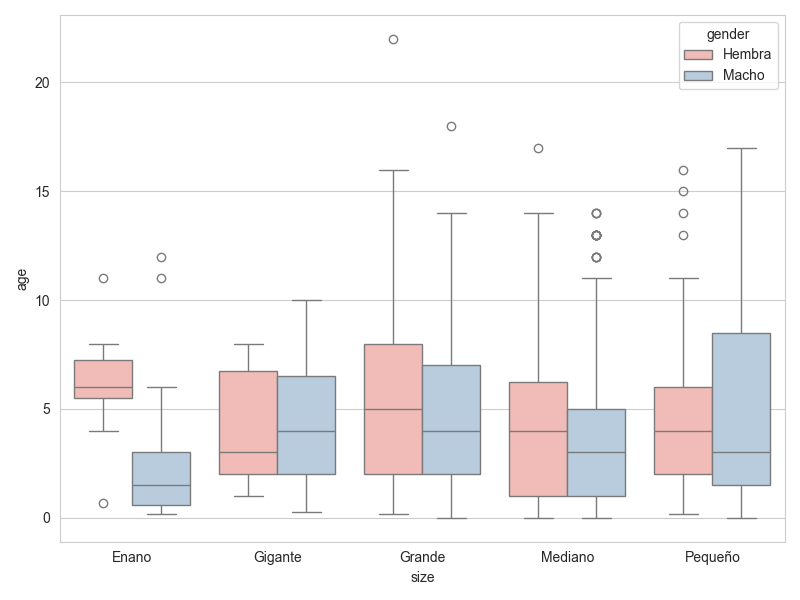 gender
Hembra
Macho
20
15
10
5
0
age
Enano
Gigante
Grande
Mediano
Pequeño
size